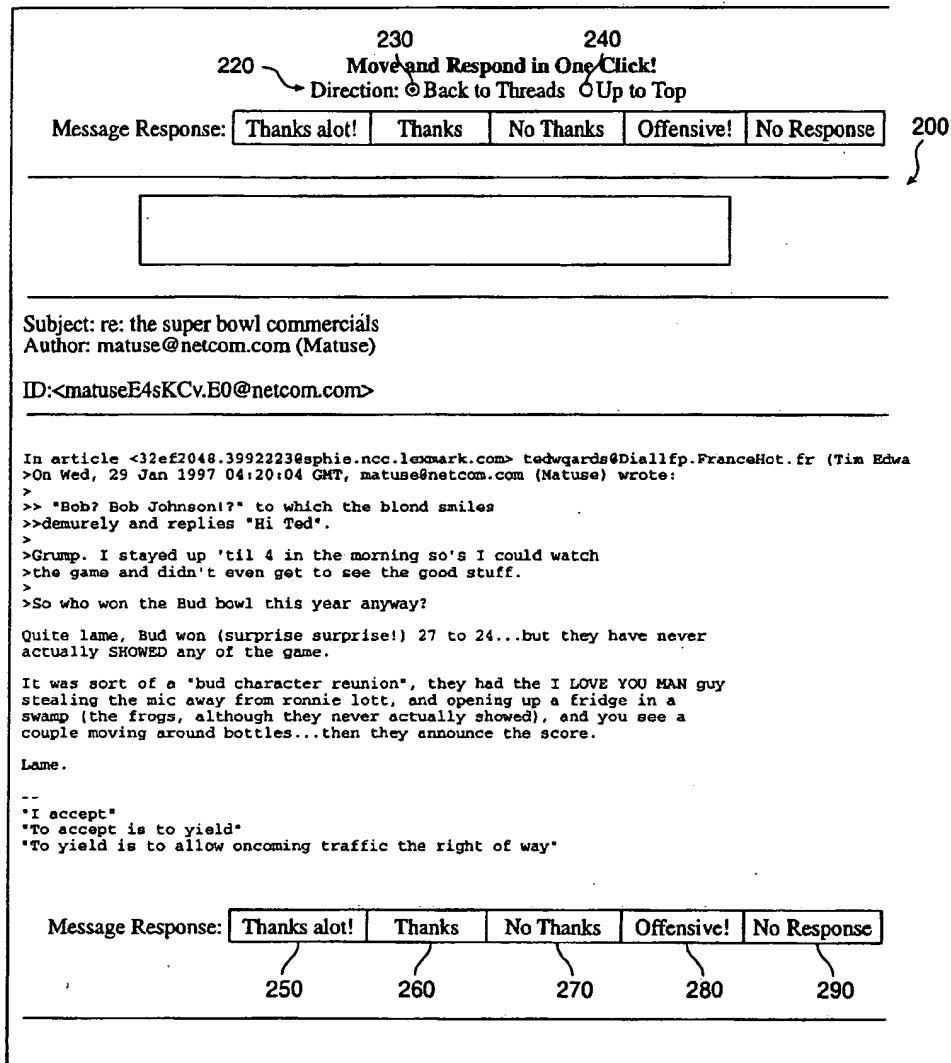 230 240
220 Move and Respond in One Click!
Direction: Back to Threads Up to Top
Message Response: Thanks alot! Thanks No Thanks Offensive! No Response 200
Subject: re: the super bowl commercials
Author: matuse@netcom.com (Matuse)
ID:<matuseE4sKCv.E0@netcom.com>
In article <32ef2048.3992223@sphie.ncc.lexmark.com> tedwqards@Diallfp.FranceHot.fr (Tim Edwa
>On Wed, 29 Jan 1997 04:20:04 GMT, matuse@netcom.com (Matuse) wrote:
>
>> "Bob? Bob Johnson!?" to which the blond smiles
>>demurely and replies "Hi Ted".
>
>Grump. I stayed up 'til 4 in the morning so's I could watch
>the game and didn't even get to see the good stuff.
>
>So who won the Bud bowl this year anyway?
Quite lame, Bud won (surprise surprise!) 27 to 24...but they have never
actually SHOWED any of the game.
It was sort of a "bud character reunion", they had the I LOVE YOU MAN guy
stealing the mic away from ronnie lott, and opening up a fridge in a
swamp (the frogs, although they never actually showed), and you see a
couple moving around bottles...then they announce the score.
Lame.
--
"I accept"
"To accept is to yield"
"To yield is to allow oncoming traffic the right of way"
Message Response: Thanks alot! Thanks No Thanks Offensive! No Response
250 260 270 280 290